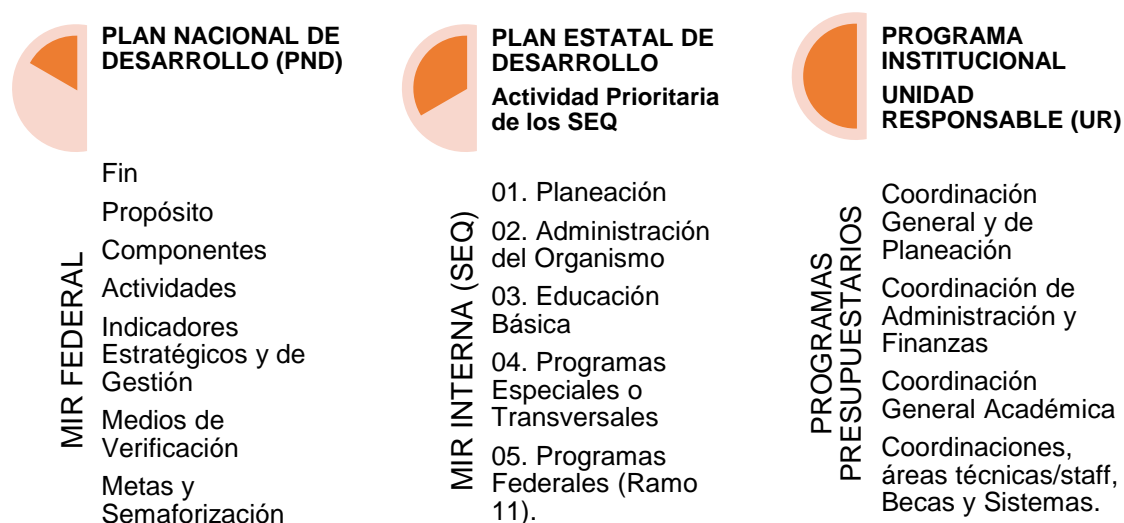 PLAN NACIONAL DE
DESARROLLO (PND)
MIR FEDERAL
Fin
Propósito
Componentes
Actividades
Indicadores
Estratégicos y de
Gestión
Medios de
Verificación
Metas y
Semaforización
PLAN ESTATAL DE
DESARROLLO
Actividad Prioritaria
de los SEQ
MIR INTERNA (SEQ)
01. Planeación
02. Administración
del Organismo
03. Educación
Básica
04. Programas
Especiales o
Transversales
05. Programas
Federales (Ramo
11).
PROGRAMA
INSTITUCIONAL
UNIDAD
RESPONSABLE (UR)
PROGRAMAS
PRESUPUESTARIOS
Coordinación
General y de
Planeación
Coordinación de
Administración y
Finanzas
Coordinación
General Académica
Coordinaciones,
áreas técnicas/staff,
Becas y Sistemas.